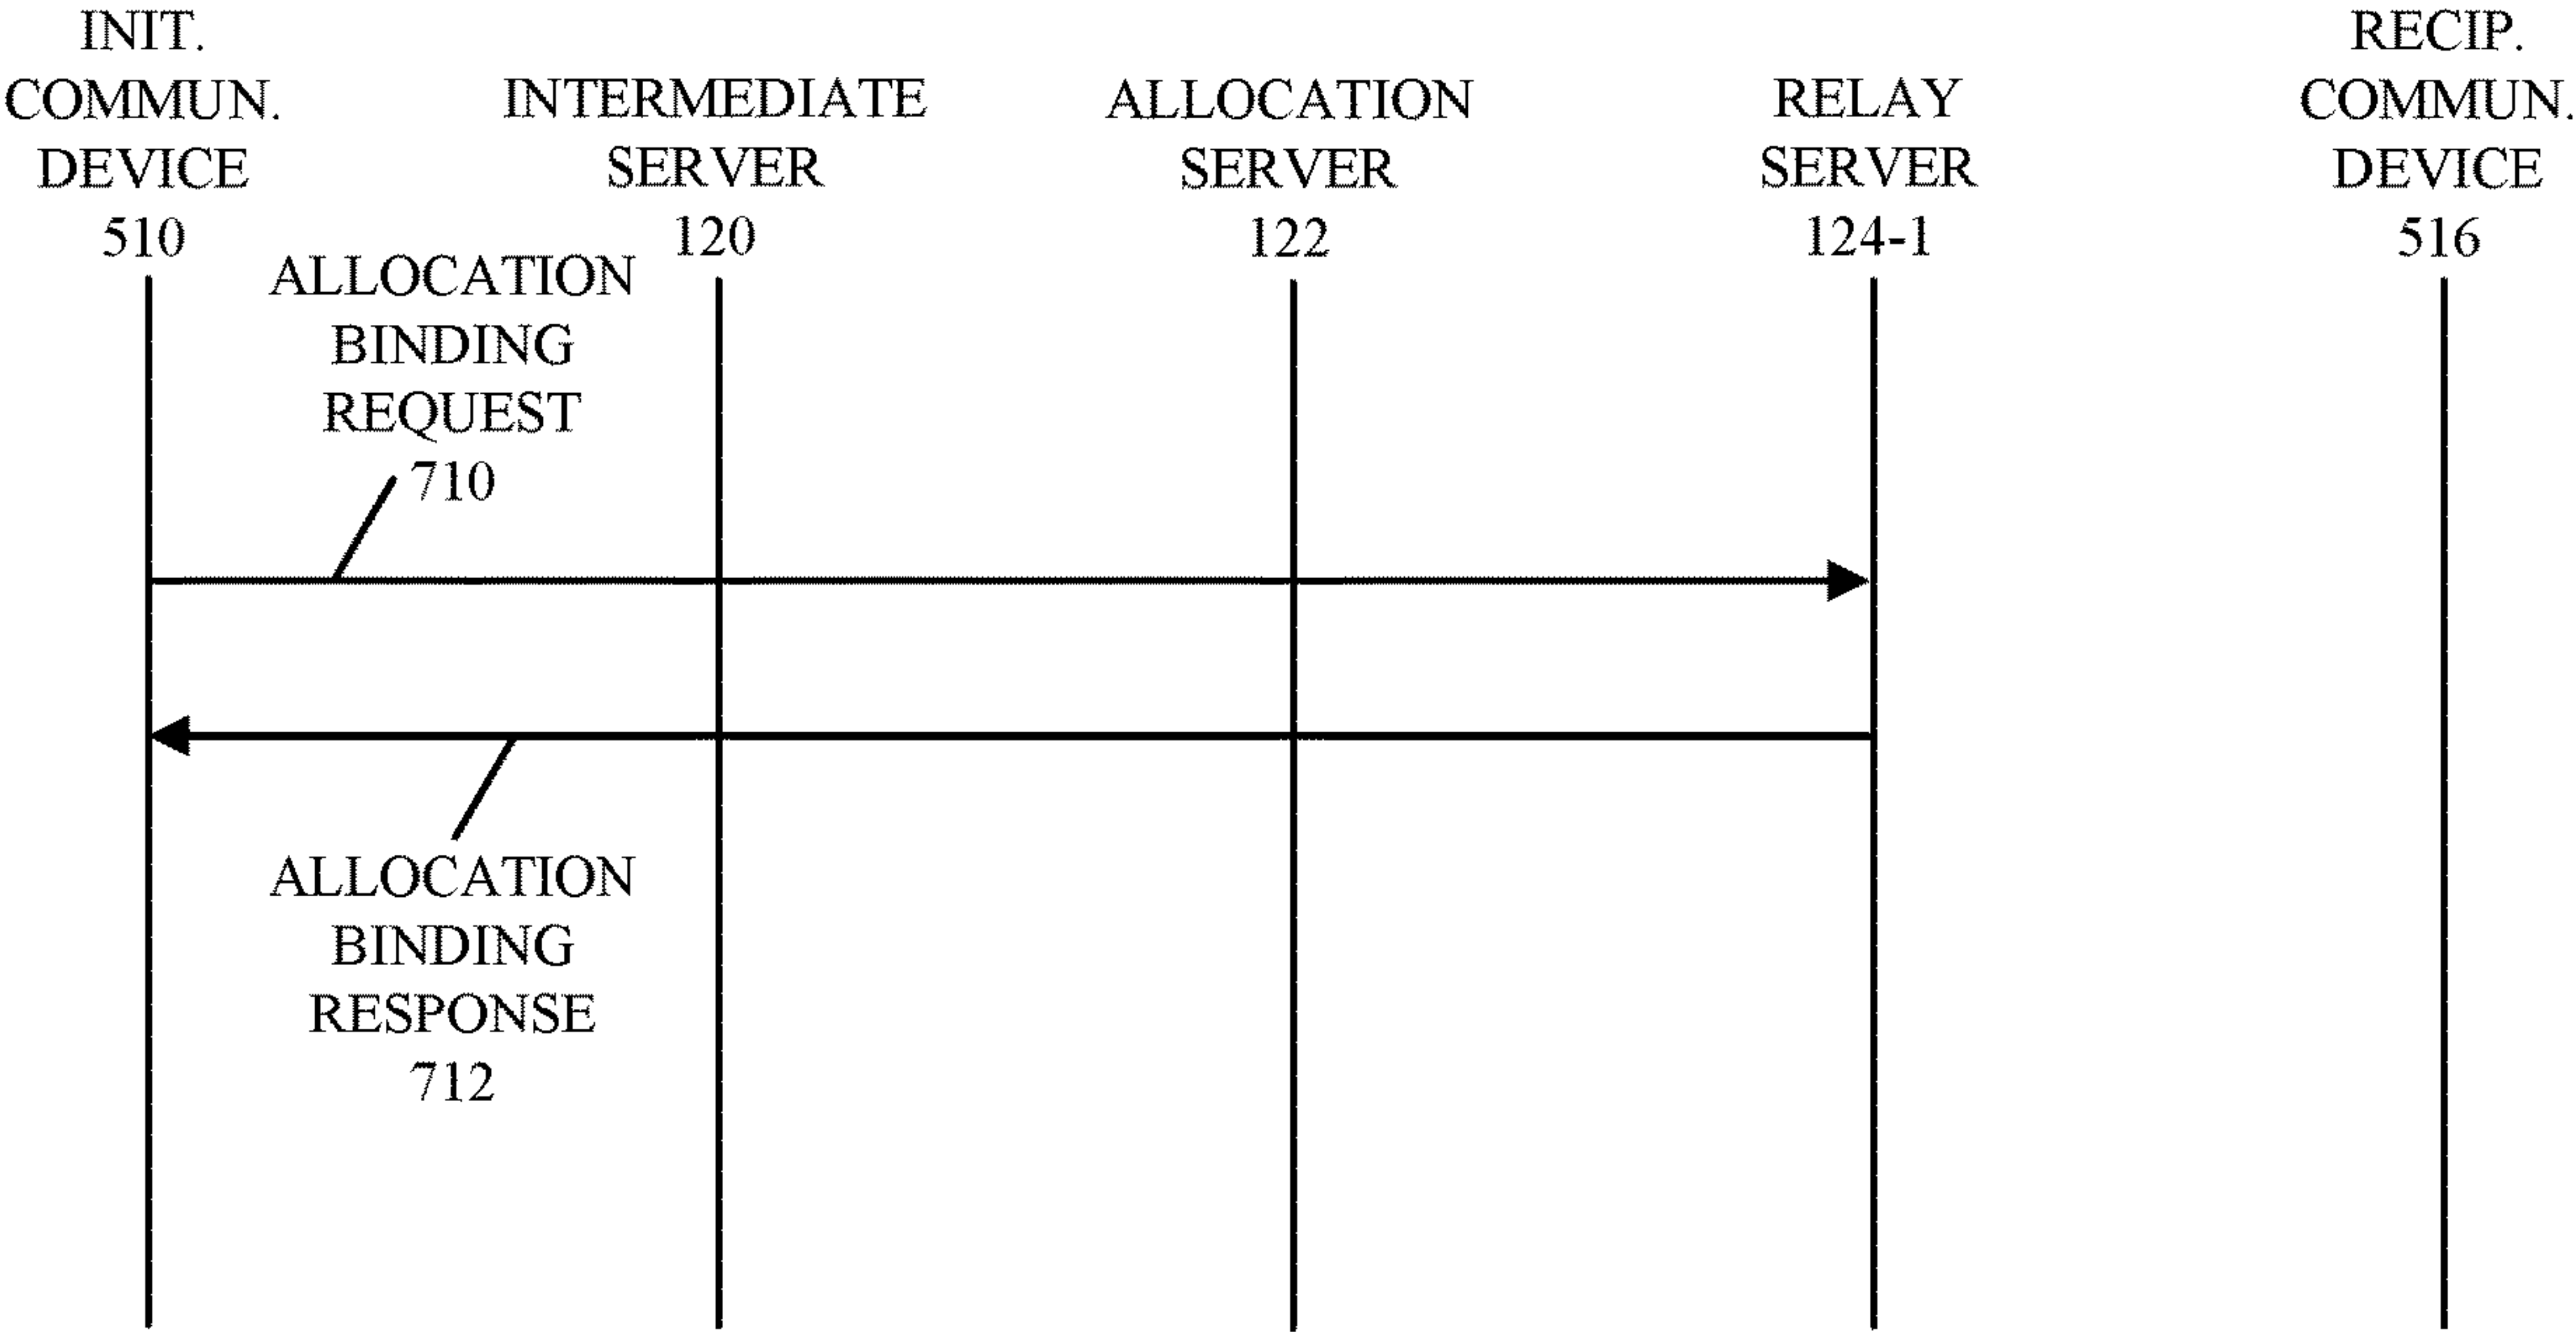 INIT.
COMMUN.
DEVICE
510
INTERMEDIATE
SERVER
120
ALLOCATION
SERVER
122
RELAY
SERVER
124-1
RECIP.
COMMUN.
DEVICE
516
ALLOCATION
BINDING
REQUEST
710
ALLOCATION
BINDING
RESPONSE
712